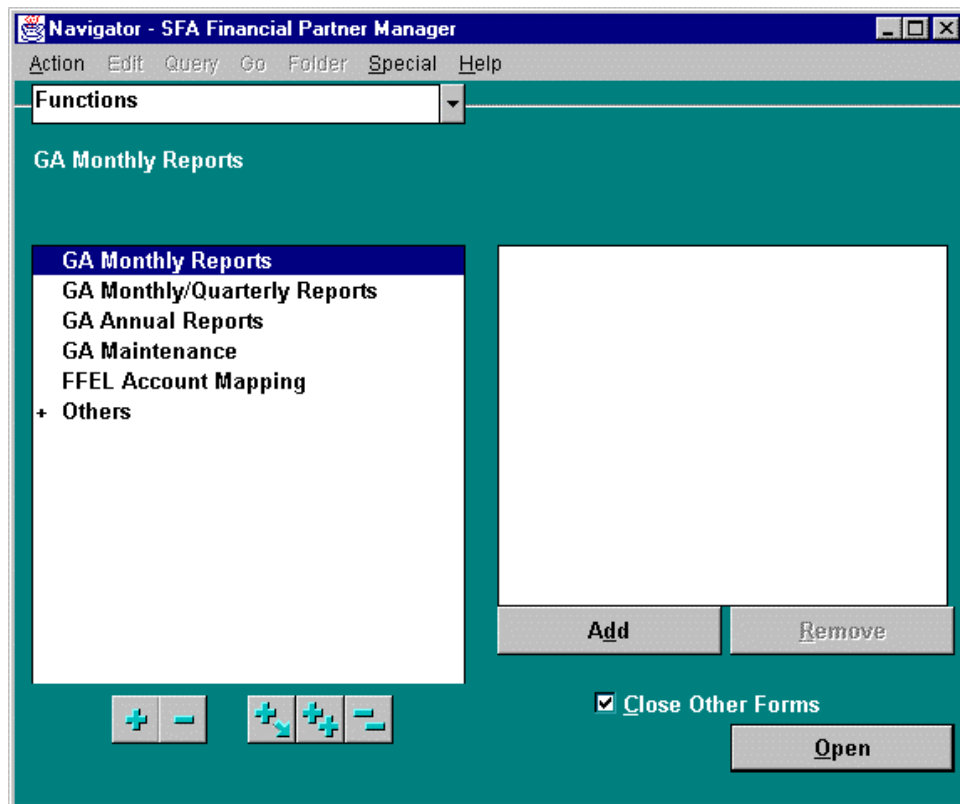 Navigator - SFA Financial Partner Manager
Action Edit Query Go Folder Special Help
Functions
GA Monthly Reports
GA Monthly Reports
GA Monthly/Quarterly Reports
GA Annual Reports
GA Maintenance
FFEL Account Mapping
+ Others
Add Remove
Close Other Forms
Open